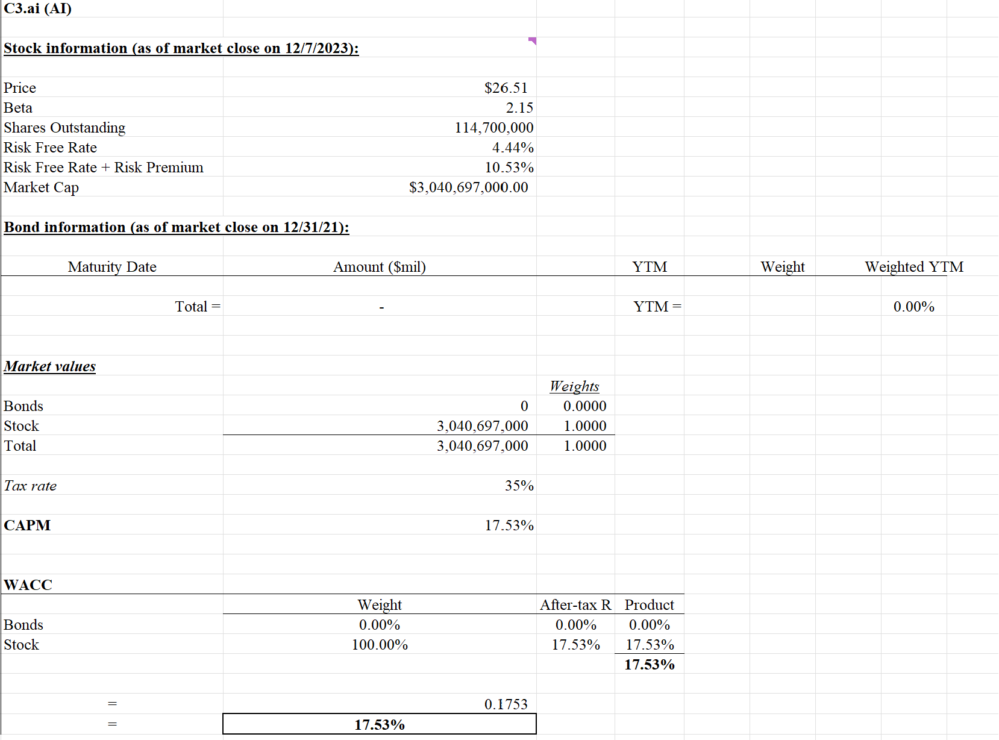 C3.ai (AI)
Stock information (as of market close on 12/7/2023):
Price $26.51
Beta 2.15
Shares Outstanding 114,700,000
Risk Free Rate 4.44%
Risk Free Rate + Risk Premium 10.53%
Market Cap $3,040,697,000.00
Bond information (as of market close on 12/31/21):
Maturity Date Amount ($mil) YTM Weight Weighted YTM
Total = - YTM = 0.00%
Market values
Weights
Bonds 0 0.0000
Stock 3,040,697,000 1.0000
Total 3,040,697,000 1.0000
Tax rate 35%
CAPM 17.53%
WACC
Weight After-tax R Product
Bonds 0.00% 0.00% 0.00%
Stock 100.00% 17.53% 17.53%
17.53%
= 0.1753
= 17.53%